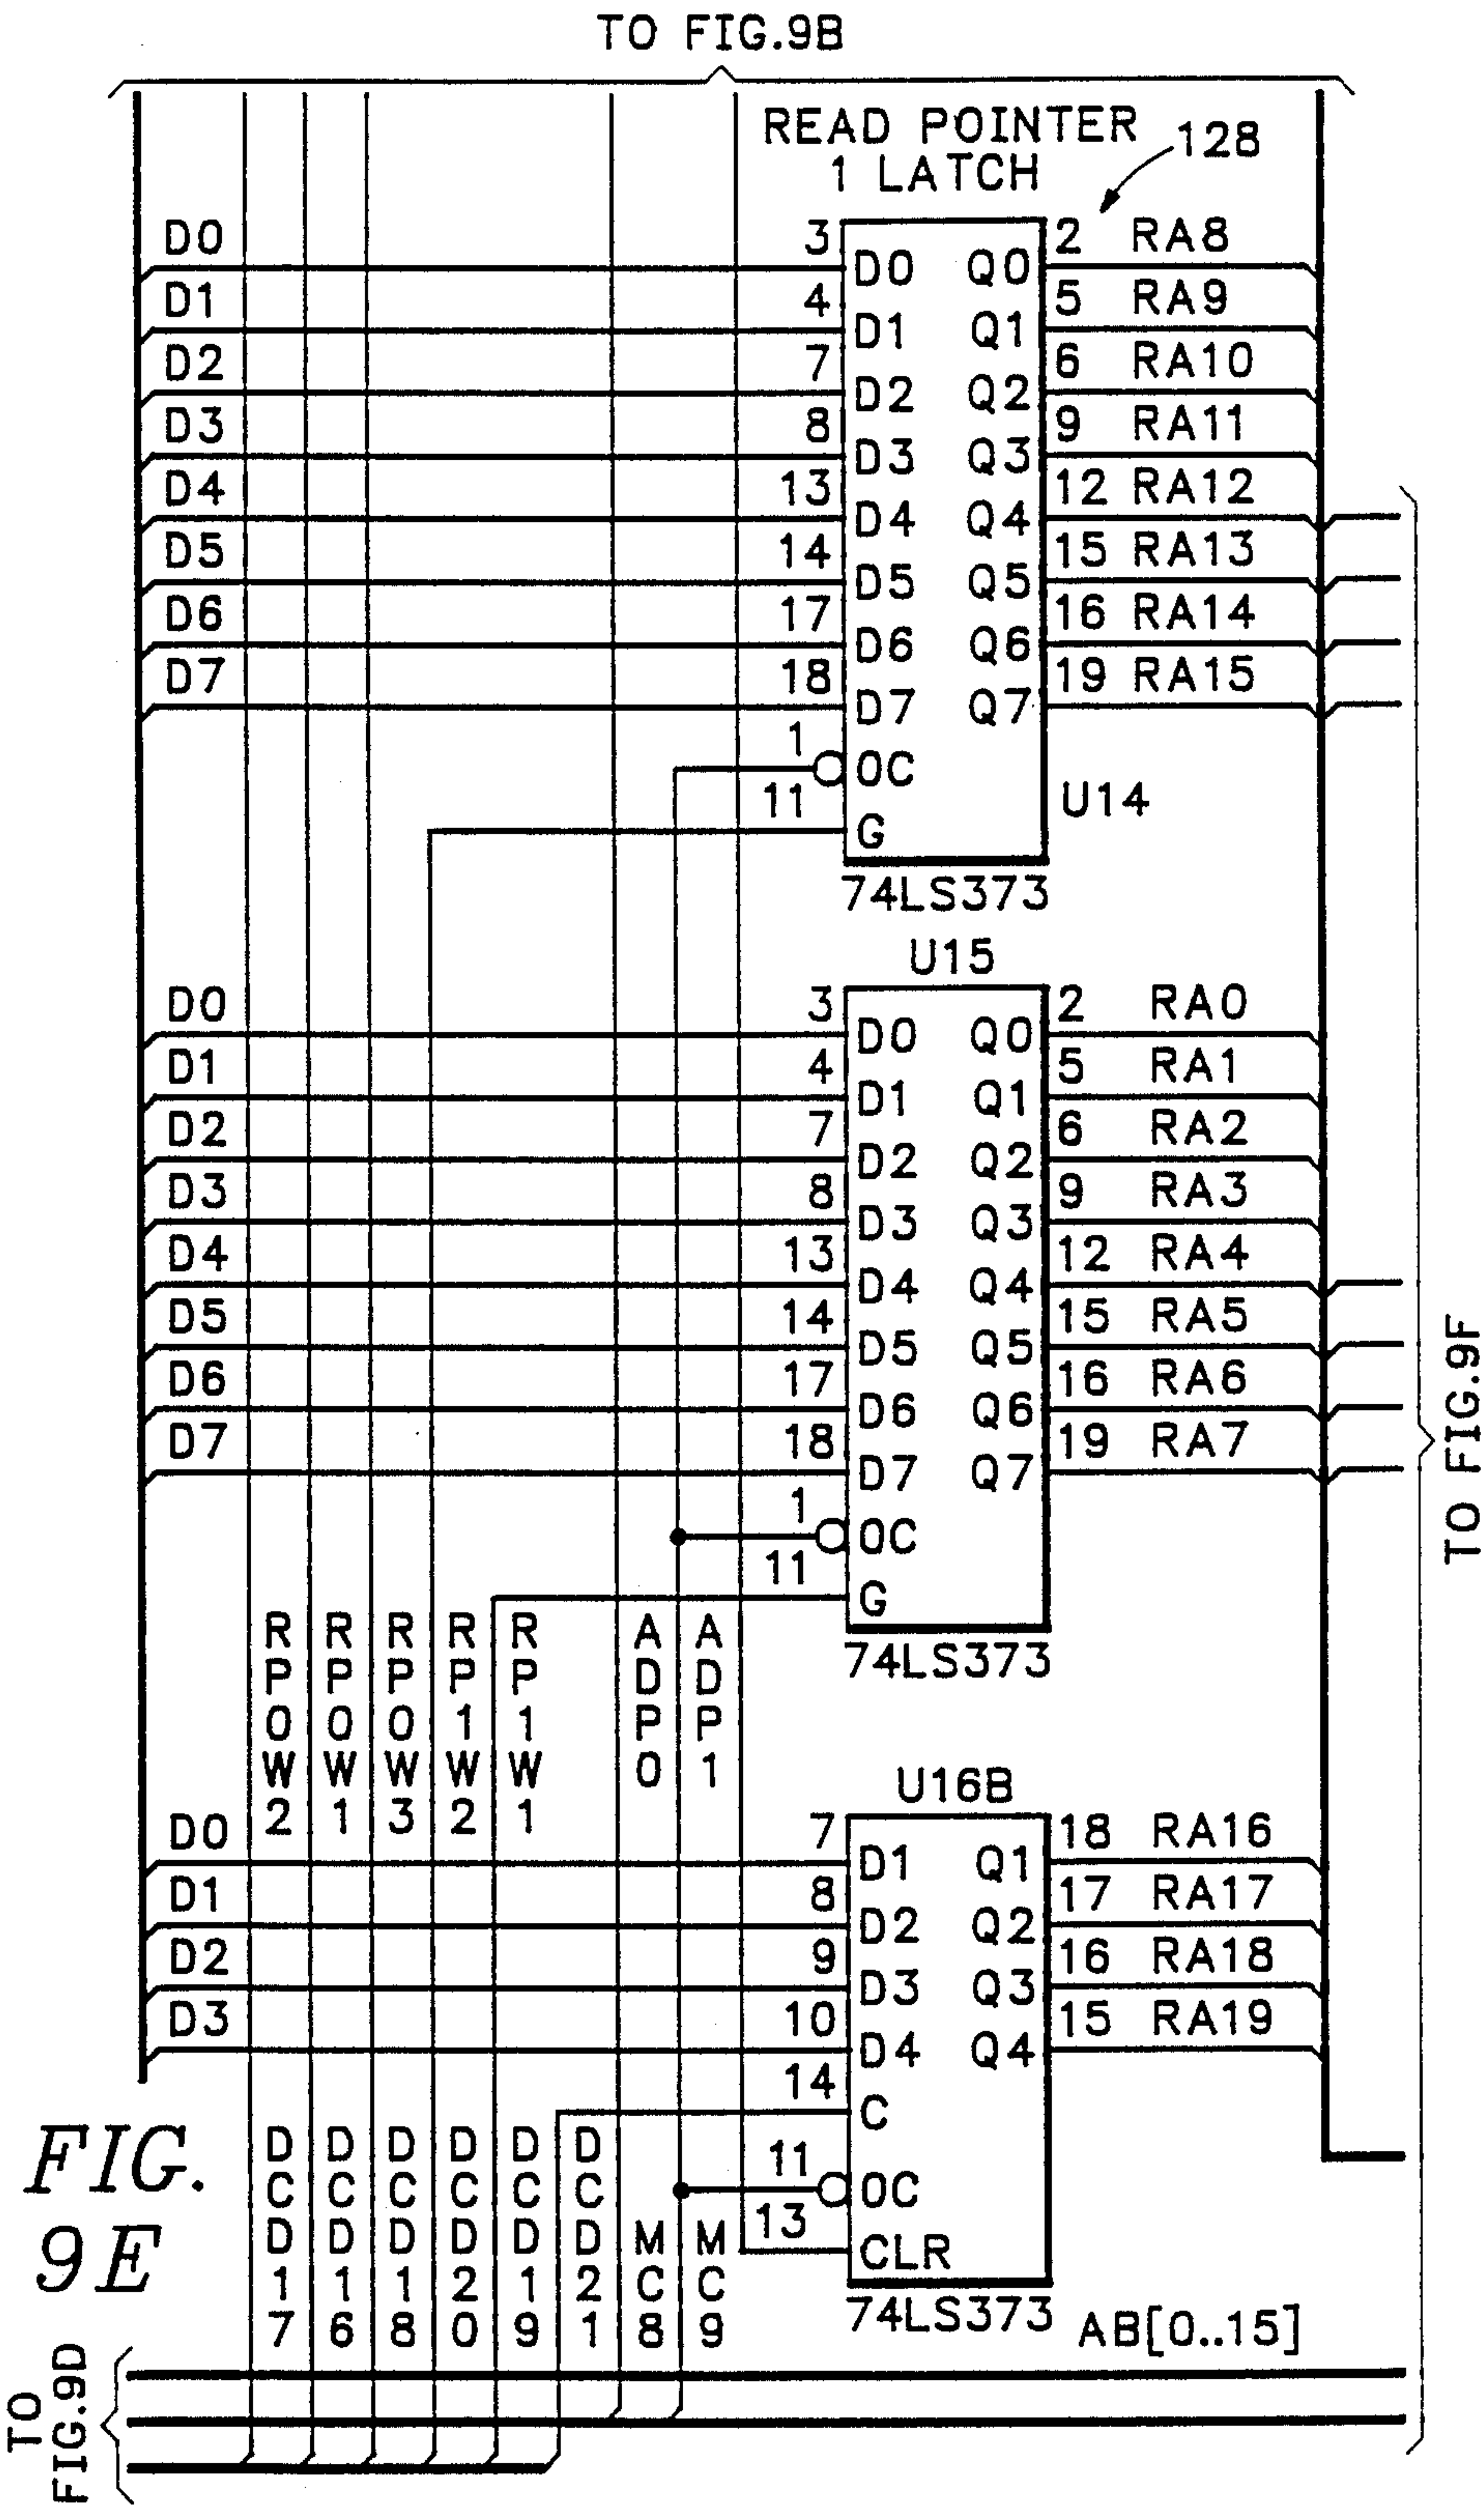 TO FIG.9B
READ POINTER
1 LATCH
128
D0 3 D0 Q0 2 RA8
D1 4 D1 Q1 5 RA9
D2 7 D2 Q2 6 RA10
D3 8 D3 Q3 9 RA11
D4 13 D4 Q4 12 RA12
D5 14 D5 Q5 15 RA13
D6 17 D6 Q6 16 RA14
D7 18 D7 Q7 19 RA15
1 OC
11 G
U14
74LS373
U15
D0 3 D0 Q0 2 RA0
D1 4 D1 Q1 5 RA1
D2 7 D2 Q2 6 RA2
D3 8 D3 Q3 9 RA3
D4 13 D4 Q4 12 RA4
D5 14 D5 Q5 15 RA5
D6 17 D6 Q6 16 RA6
D7 18 D7 Q7 19 RA7
1 OC
11 G
74LS373
TO FIG.9F
RP0W2
RP0W1
RP0W3
RP1W2
RP1W1
ADP0
ADP1
U16B
D0 7 D1 Q1 18 RA16
D1 8 D2 Q2 17 RA17
D2 9 D3 Q3 16 RA18
D3 10 D4 Q4 15 RA19
14 C
11 OC
13 CLR
74LS373
DCD17
DCD16
DCD18
DCD20
DCD19
DCD21
MC8
MC9
AB[0..15]
FIG.
9E
TO
FIG.9D